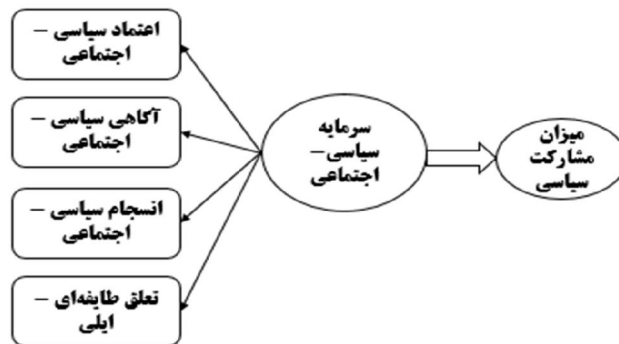 اعتماد سیاسی –
اجتماعی
آگاهی سیاسی –
اجتماعی
انسجام سیاسی –
اجتماعی
تعلق طایفه‌ای –
ایلی
سرمایه
سیاسی–
اجتماعی
میزان
مشارکت
سیاسی